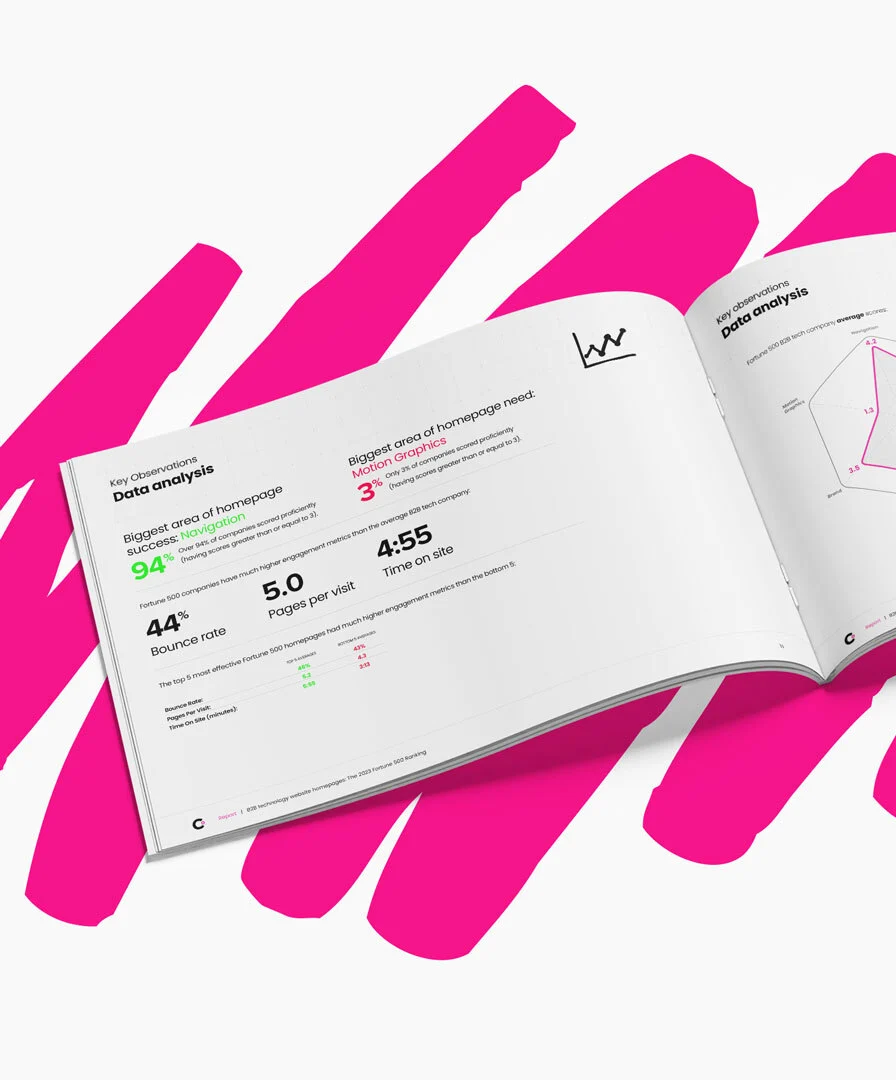 Key Observations
Data analysis
Biggest area of homepage
success: Navigation
94% Over 94% of companies scored proficiently
(having scores greater than or equal to 3).
Biggest area of homepage need:
Motion Graphics
3% Only 3% of companies scored proficiently
(having scores greater than or equal to 3).
Fortune 500 companies have much higher engagement metrics than the average B2B tech company:
44%
Bounce rate
5.0
Pages per visit
4:55
Time on site
The top 5 most effective Fortune 500 homepages had much higher engagement metrics than the bottom 5:
TOP 5 AVERAGES BOTTOM 5 AVERAGES
Bounce Rate: 43%
Pages Per Visit: 5.2 4.3
Time On Site (minutes): 2:13
Report | B2B technology website homepages: The 2023 Fortune 500 Ranking
Key observations
Data analysis
Fortune 500 B2B tech company average scores:
Navigation
4.2
Motion
Graphics
1.3
3.5
Brand
Report |